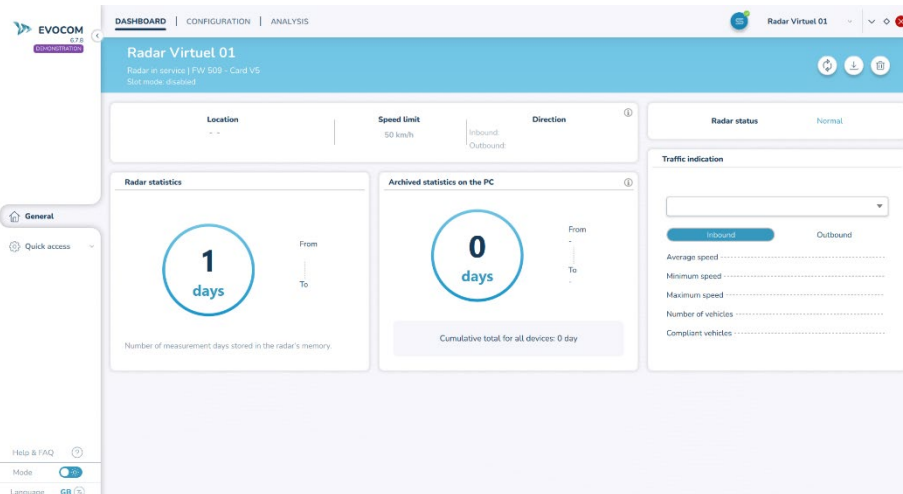 EVOCOM
6.7.6
DEMONSTRATION
DASHBOARD | CONFIGURATION | ANALYSIS
Radar Virtuel 01
Radar Virtuel 01
Radar in service | FW 509 - Card V5
Slot mode: disabled
Location
- -
Speed limit
50 km/h
Direction
Inbound:
Outbound:
Radar status
Normal
Radar statistics
1
days
From
To
Number of measurement days stored in the radar's memory.
Archived statistics on the PC
0
days
From
-
To
-
Cumulative total for all devices: 0 day
Traffic indication
Inbound
Outbound
Average speed
Minimum speed
Maximum speed
Number of vehicles
Compliant vehicles
General
Quick access
Help & FAQ ?
Mode
Language GB